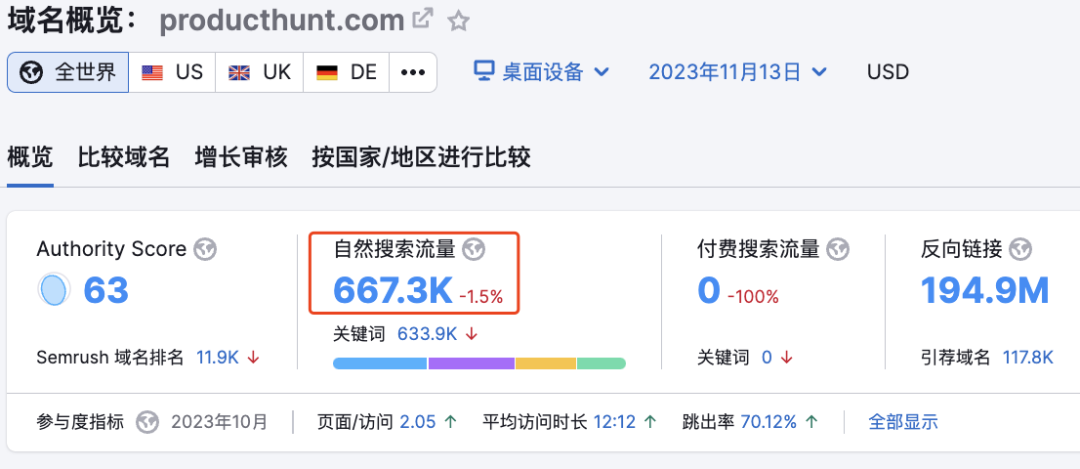 域名概览： producthunt.com
全世界 US UK DE ••• 桌面设备 2023年11月13日 USD
概览 比较域名 增长审核 按国家/地区进行比较
Authority Score 自然搜索流量 付费搜索流量 反向链接
63 667.3K -1.5% 0 -100% 194.9M
关键词 633.9K ↓
Semrush 域名排名 11.9K ↓ 关键词 0 ↓ 引荐域名 117.8K
参与度指标 2023年10月 页面/访问 2.05 ↑ 平均访问时长 12:12 ↑ 跳出率 70.12% ↑ 全部显示